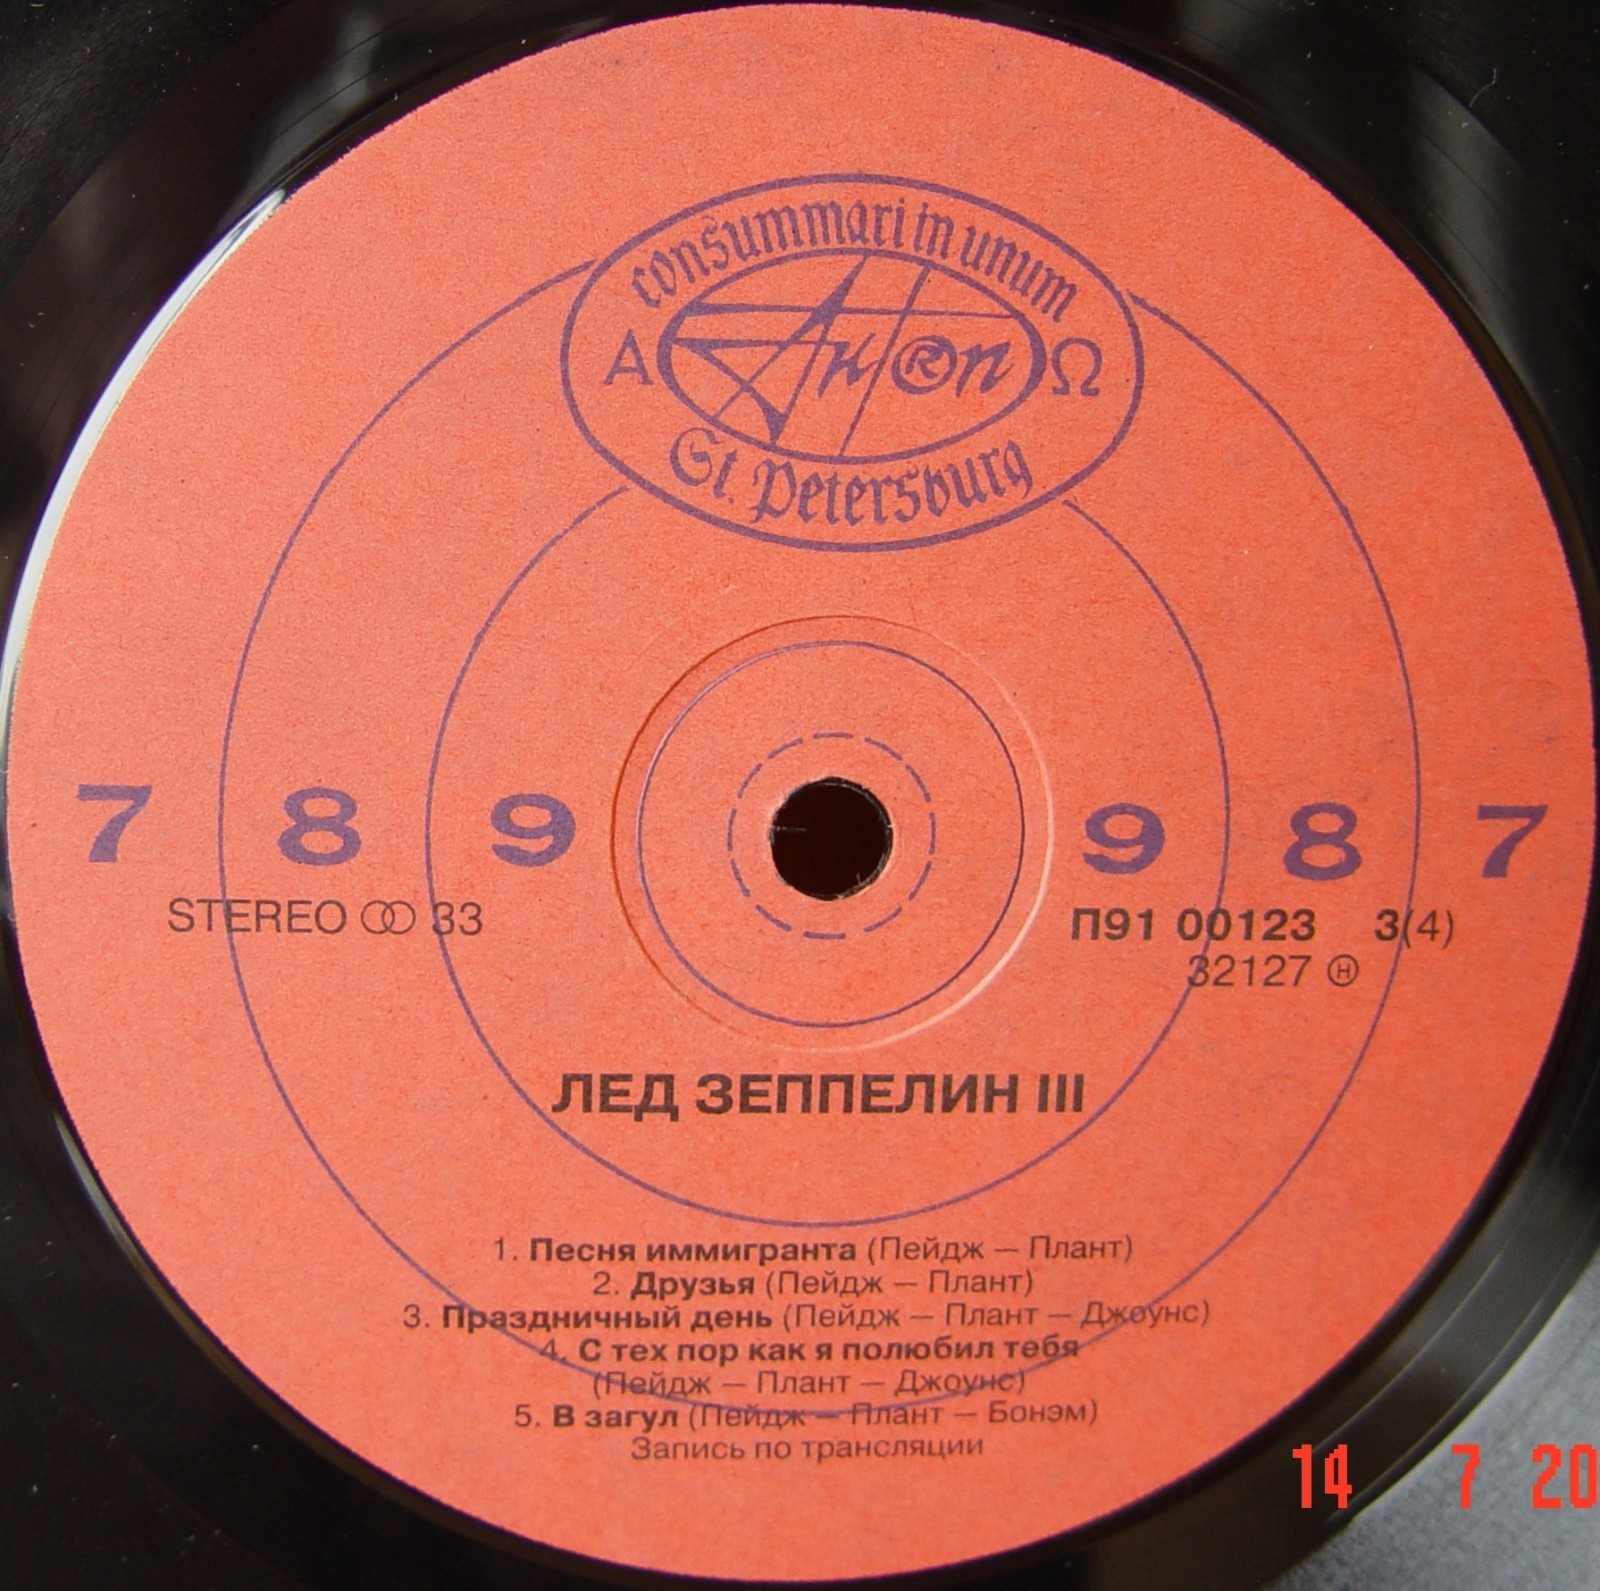 consummari in unum
Α АнТроп Ω
St. Petersburg
7 8 9 9 8 7
STEREO 33
П91 00123 3(4)
32127 Ⓗ
ЛЕД ЗЕППЕЛИН III
1. Песня иммигранта (Пейдж — Плант)
2. Друзья (Пейдж — Плант)
3. Праздничный день (Пейдж — Плант — Джоунс)
4. С тех пор как я полюбил тебя
(Пейдж — Плант — Джоунс)
5. В загул (Пейдж — Плант — Бонэм)
Запись по трансляции
14 7 20